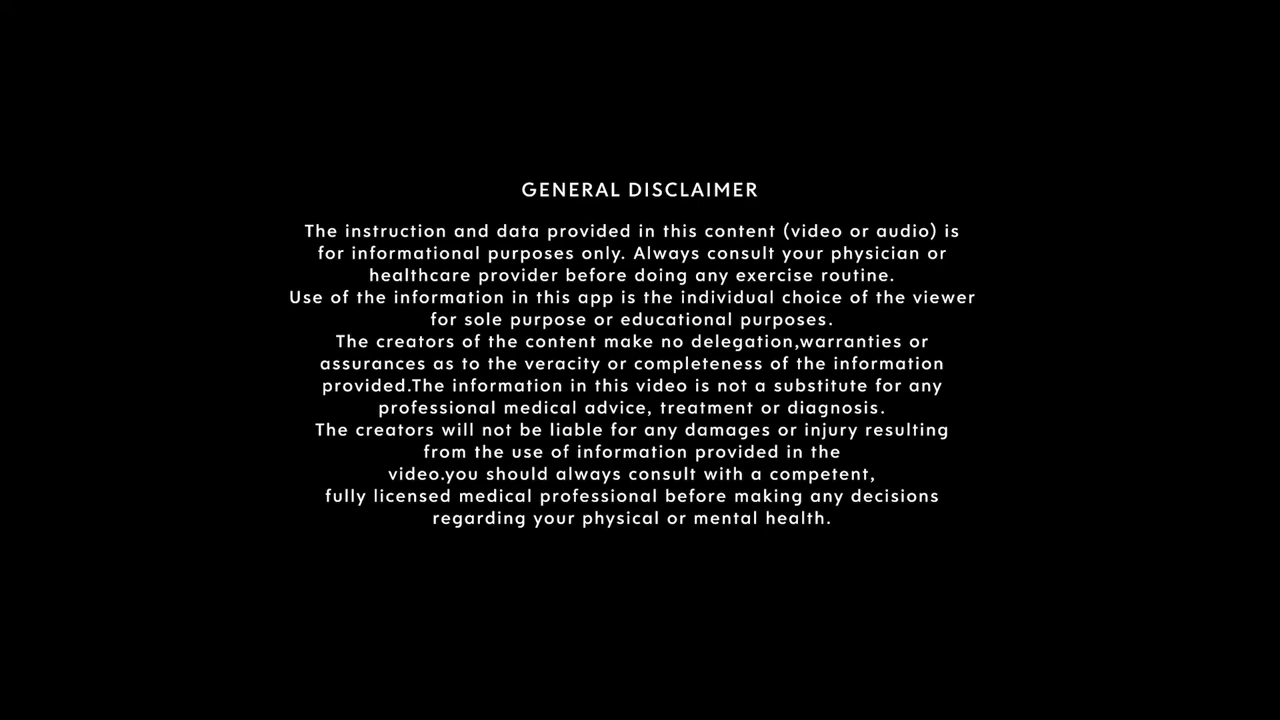 GENERAL DISCLAIMER
The instruction and data provided in this content (video or audio) is
for informational purposes only. Always consult your physician or
healthcare provider before doing any exercise routine.
Use of the information in this app is the individual choice of the viewer
for sole purpose or educational purposes.
The creators of the content make no delegation,warranties or
assurances as to the veracity or completeness of the information
provided.The information in this video is not a substitute for any
professional medical advice, treatment or diagnosis.
The creators will not be liable for any damages or injury resulting
from the use of information provided in the
video.you should always consult with a competent,
fully licensed medical professional before making any decisions
regarding your physical or mental health.